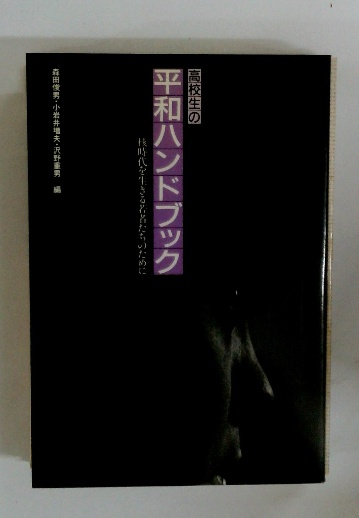 高校生の
平和ハンドブック
核時代を生きる若者たちのために
森田俊男・小岩井増夫・沢野重男 編